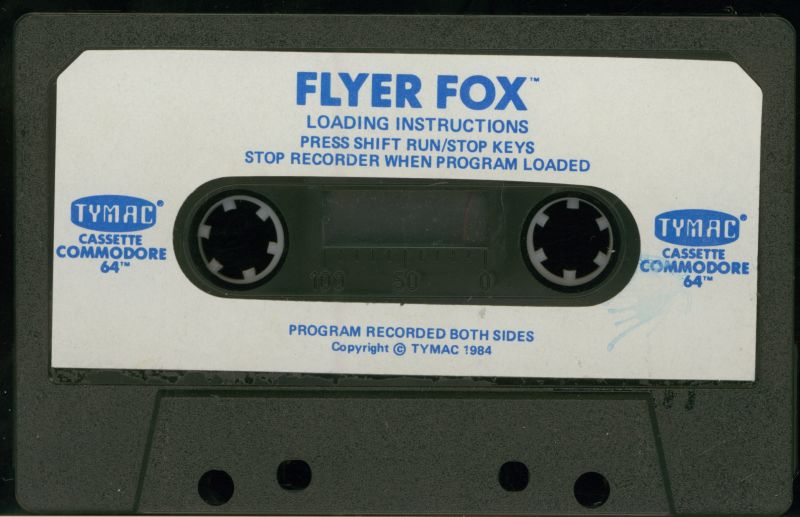 FLYER FOX™
LOADING INSTRUCTIONS
PRESS SHIFT RUN/STOP KEYS
STOP RECORDER WHEN PROGRAM LOADED
TYMAC®
CASSETTE
COMMODORE
64™
TYMAC®
CASSETTE
COMMODORE
64™
100 50 0
PROGRAM RECORDED BOTH SIDES
Copyright © TYMAC 1984